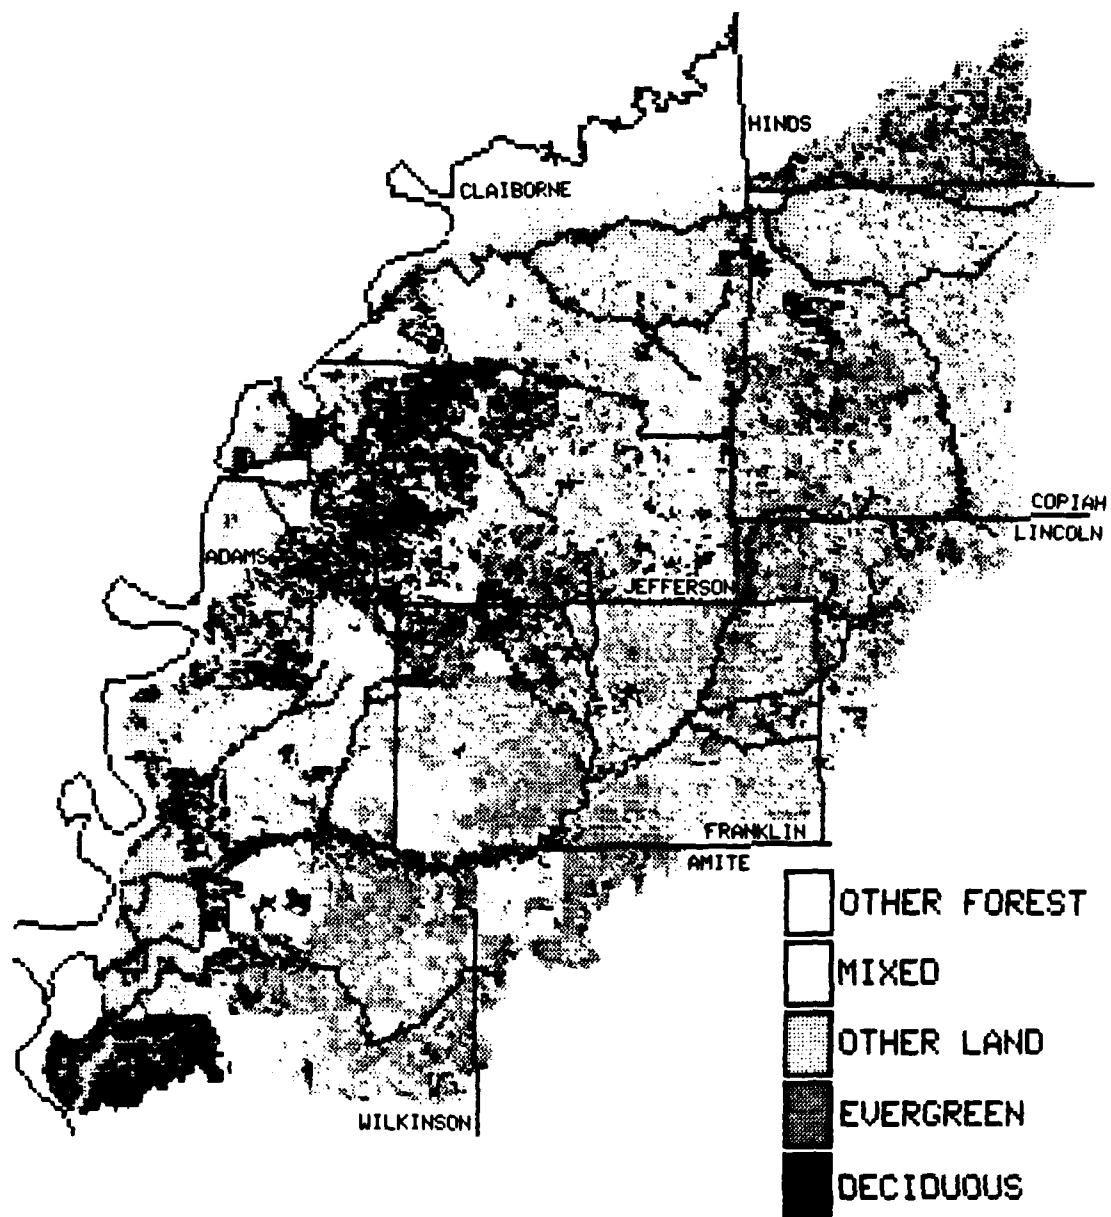 HINDS
CLAIBORNE
COPIAH
LINCOLN
ADAMS
JEFFERSON
FRANKLIN
AMITE
OTHER FOREST
MIXED
OTHER LAND
EVERGREEN
WILKINSON
DECIDUOUS